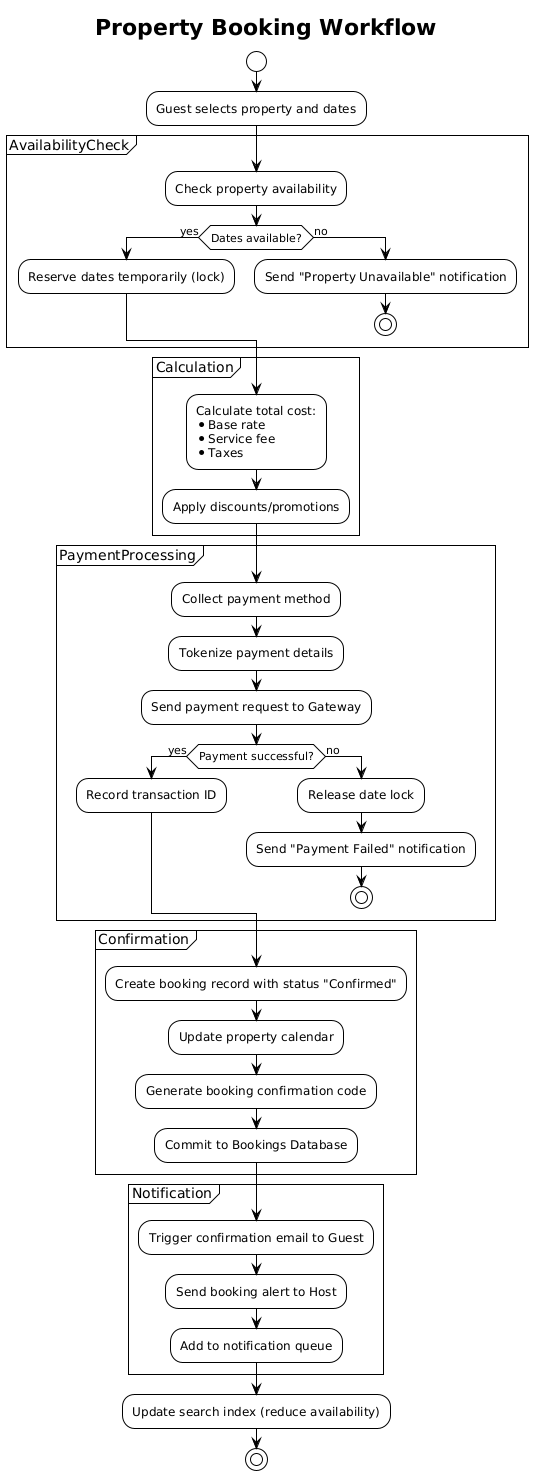 Property Booking Workflow
Guest selects property and dates
AvailabilityCheck
Check property availability
Dates available?
yes
no
Reserve dates temporarily (lock)
Send "Property Unavailable" notification
Calculation
Calculate total cost:
• Base rate
• Service fee
• Taxes
Apply discounts/promotions
PaymentProcessing
Collect payment method
Tokenize payment details
Send payment request to Gateway
Payment successful?
yes
no
Record transaction ID
Release date lock
Send "Payment Failed" notification
Confirmation
Create booking record with status "Confirmed"
Update property calendar
Generate booking confirmation code
Commit to Bookings Database
Notification
Trigger confirmation email to Guest
Send booking alert to Host
Add to notification queue
Update search index (reduce availability)